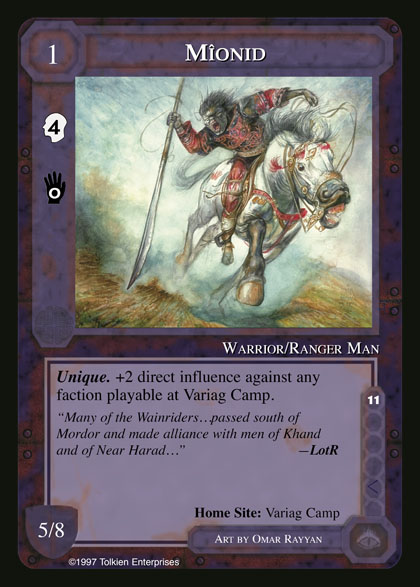 1
MÎONID
4
0
WARRIOR/RANGER MAN
Unique. +2 direct influence against any
faction playable at Variag Camp.
11
“Many of the Wainriders…passed south of
Mordor and made alliance with men of Khand
and of Near Harad…” —LotR
Home Site: Variag Camp
5/8
ART BY OMAR RAYYAN
©1997 Tolkien Enterprises